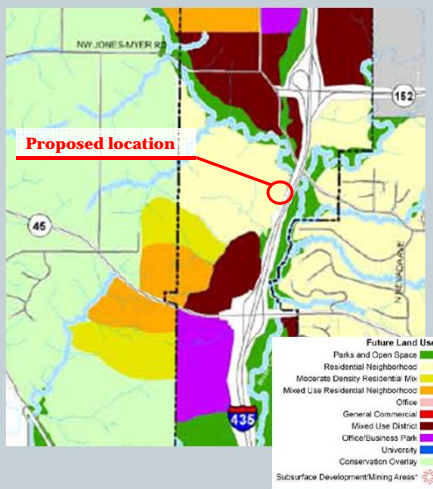 NW JONES-MYER RD
152
Proposed location
45
N NEVADA AVE
435
Future Land Use
Parks and Open Space
Residential Neighborhood
Moderate Density Residential Mix
Mixed Use Residential Neighborhood
Office
General Commercial
Mixed Use District
Office/Business Park
University
Conservation Overlay
Subsurface Development/Mining Areas*